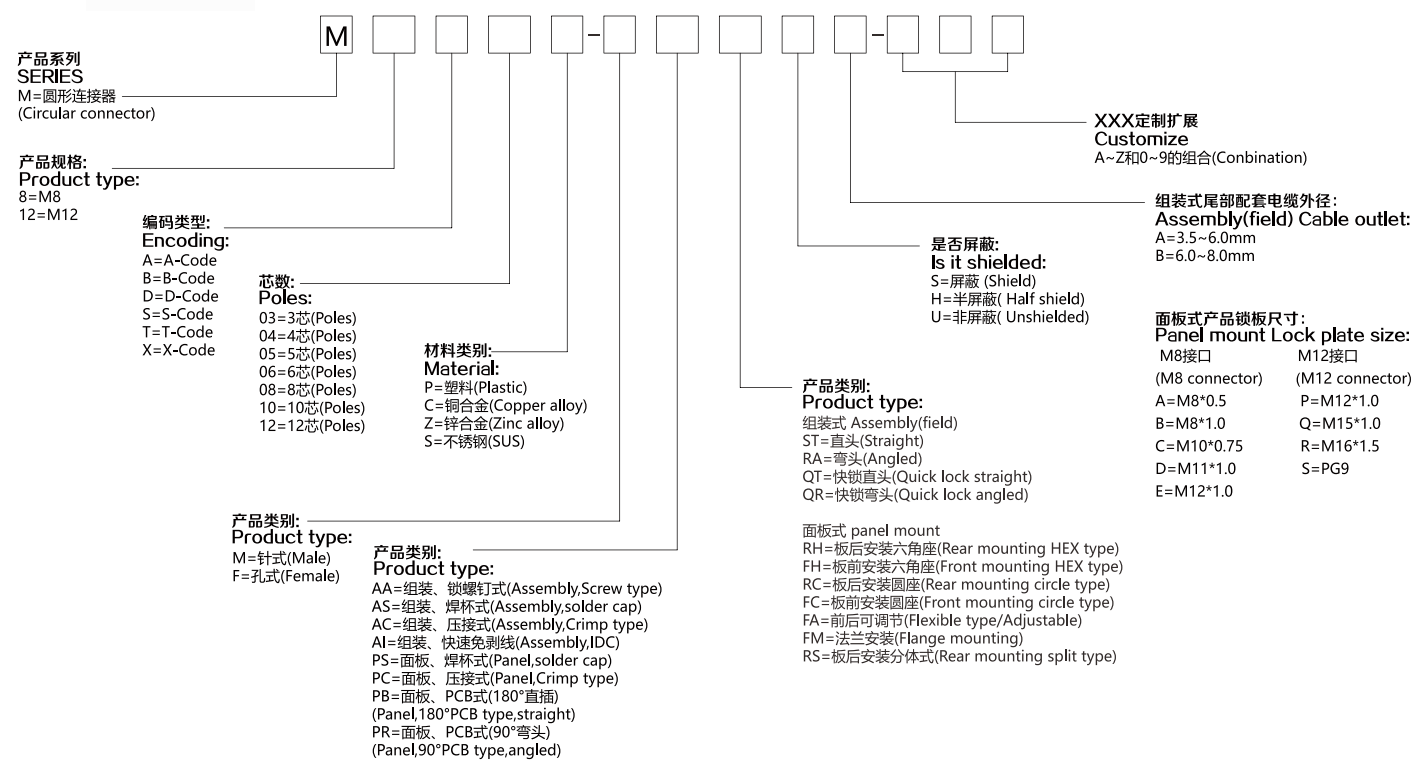 M - -
产品系列
SERIES
M=圆形连接器
(Circular connector)
产品规格:
Product type:
8=M8
12=M12
编码类型:
Encoding:
A=A-Code
B=B-Code
D=D-Code
S=S-Code
T=T-Code
X=X-Code
芯数:
Poles:
03=3芯(Poles)
04=4芯(Poles)
05=5芯(Poles)
06=6芯(Poles)
08=8芯(Poles)
10=10芯(Poles)
12=12芯(Poles)
材料类别:
Material:
P=塑料(Plastic)
C=铜合金(Copper alloy)
Z=锌合金(Zinc alloy)
S=不锈钢(SUS)
产品类别:
Product type:
M=针式(Male)
F=孔式(Female)
产品类别:
Product type:
AA=组装、锁螺钉式(Assembly,Screw type)
AS=组装、焊杯式(Assembly,solder cap)
AC=组装、压接式(Assembly,Crimp type)
AI=组装、快速免剥线(Assembly,IDC)
PS=面板、焊杯式(Panel,solder cap)
PC=面板、压接式(Panel,Crimp type)
PB=面板、PCB式(180°直插)
(Panel,180°PCB type,straight)
PR=面板、PCB式(90°弯头)
(Panel,90°PCB type,angled)
产品类别:
Product type:
组装式 Assembly(field)
ST=直头(Straight)
RA=弯头(Angled)
QT=快锁直头(Quick lock straight)
QR=快锁弯头(Quick lock angled)
面板式 panel mount
RH=板后安装六角座(Rear mounting HEX type)
FH=板前安装六角座(Front mounting HEX type)
RC=板后安装圆座(Rear mounting circle type)
FC=板前安装圆座(Front mounting circle type)
FA=前后可调节(Flexible type/Adjustable)
FM=法兰安装(Flange mounting)
RS=板后安装分体式(Rear mounting split type)
是否屏蔽:
Is it shielded:
S=屏蔽 (Shield)
H=半屏蔽( Half shield)
U=非屏蔽( Unshielded)
XXX定制扩展
Customize
A~Z和0~9的组合(Conbination)
组装式尾部配套电缆外径:
Assembly(field) Cable outlet:
A=3.5~6.0mm
B=6.0~8.0mm
面板式产品锁板尺寸:
Panel mount Lock plate size:
M8接口 M12接口
(M8 connector) (M12 connector)
A=M8*0.5 P=M12*1.0
B=M8*1.0 Q=M15*1.0
C=M10*0.75 R=M16*1.5
D=M11*1.0 S=PG9
E=M12*1.0